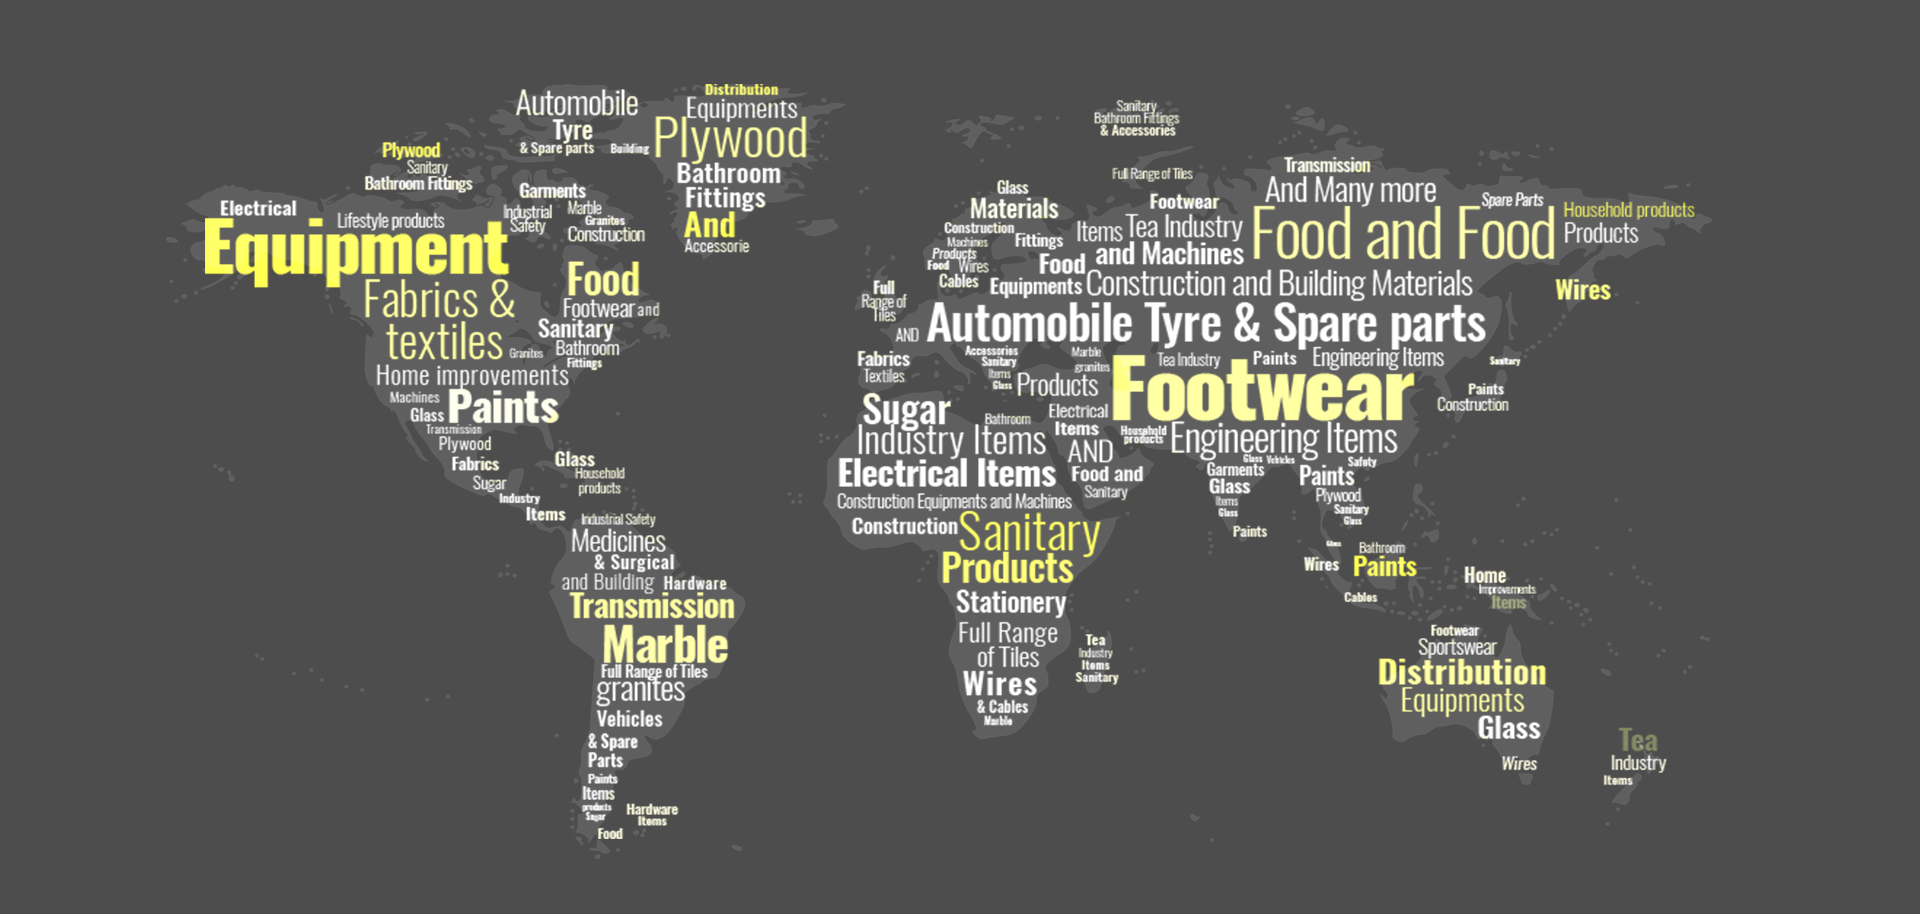 Automobile
Tyre
& Spare parts
Building
Distribution
Equipments
Plywood
Bathroom
Fittings
And
Accessorie
Plywood
Sanitary
Bathroom Fittings
Electrical
Lifestyle products
Equipment
Garments
Industrial
Safety
Marble
Granites
Construction
Fabrics &
textiles
Food
Footwear and
Sanitary
Bathroom
Fittings
Granites
Home improvements
Machines
Glass
Paints
Transmission
Plywood
Fabrics
Sugar
Industry
Items
Glass
Household
products
Industrial Safety
Medicines
& Surgical
and Building
Hardware
Transmission
Marble
Full Range of Tiles
granites
Vehicles
& Spare
Parts
Paints
Items
products
Sugar
Food
Hardware
Items
Sanitary
Bathroom Fittings
& Accessories
Full Range of Tiles
Glass
Materials
Construction
Machines
Products
Food
Wires
Cables
Fittings
Food
Equipments
Footwear
Items
Tea Industry
and Machines
Transmission
And Many more
Spare Parts
Food and Food
Household products
Products
Wires
Construction and Building Materials
Full
Range of
Tiles
AND
Automobile Tyre & Spare parts
Fabrics
Textiles
Accessories
Sanitary
Items
Glass
Marble
granites
Products
Tea Industry
Paints
Engineering Items
Footwear
Sanitary
Paints
Construction
Sugar
Industry Items
Bathroom
Electrical
Items
AND
Household
products
Engineering Items
Electrical Items
Food and
Sanitary
Construction Equipments and Machines
Construction
Sanitary
Products
Stationery
Full Range
of Tiles
Wires
& Cables
Marble
Tea
Industry
Items
Sanitary
Glass
Vehicles
Garments
Glass
Items
Glass
Paints
Safety
Paints
Plywood
Sanitary
Glass
Glass
Wires
Bathroom
Paints
Cables
Home
Improvements
Items
Footwear
Sportswear
Distribution
Equipments
Glass
Wires
Tea
Industry
Items